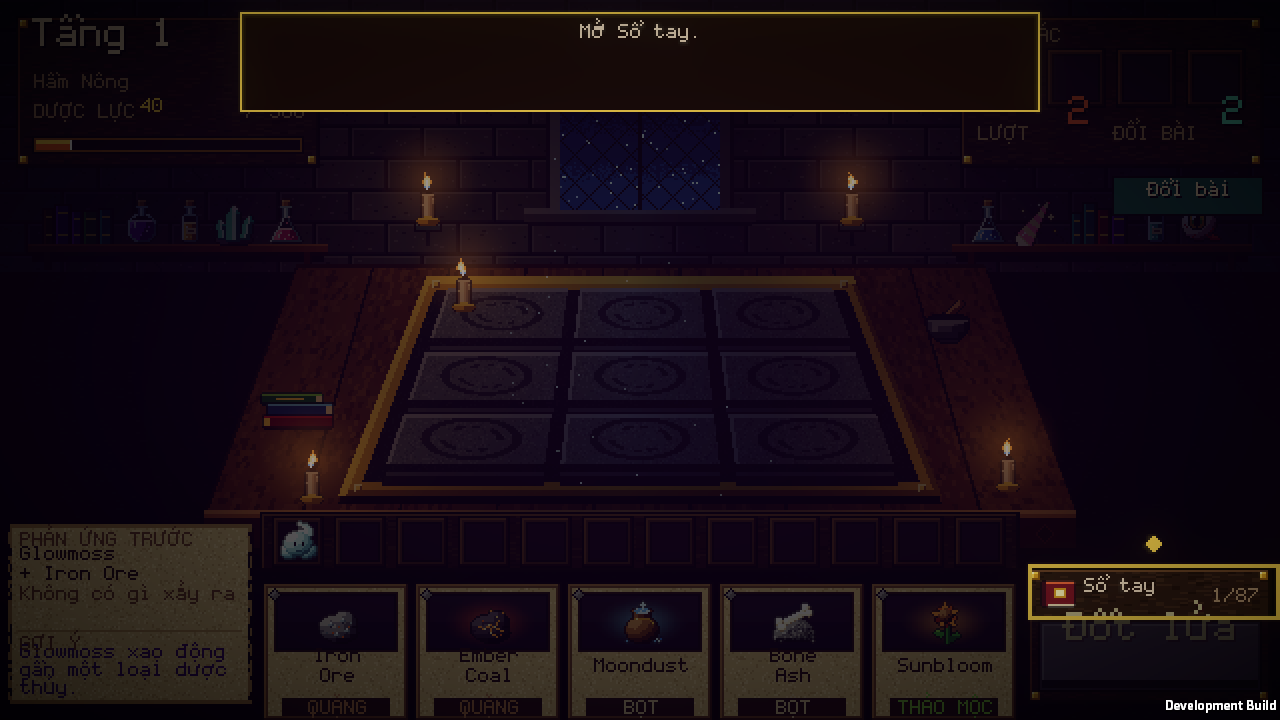 Mở Sổ tay.
Tầng 1
Hầm Nông
DƯỢC LỰC 40
LƯỢT 2 ĐỔI BÀI 2
Đổi bài
PHẢN ỨNG TRƯỚC
Glowmoss
+ Iron Ore
Không có gì xảy ra
GỢI Ý
Glowmoss xao động
gần một loại dược
thủy.
Iron
Ore
QUẶNG
Ember
Coal
QUẶNG
Moondust
BỘT
Bone
Ash
BỘT
Sunbloom
THẢO MỘC
Sổ tay 1/87
Đốt lửa
Development Build